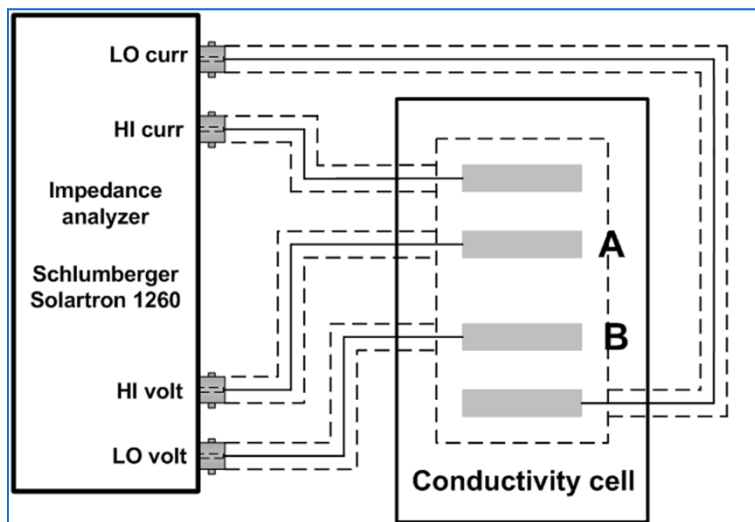 LO curr
HI curr
Impedance
analyzer
Schlumberger
Solartron 1260
HI volt
LO volt
A
B
Conductivity cell